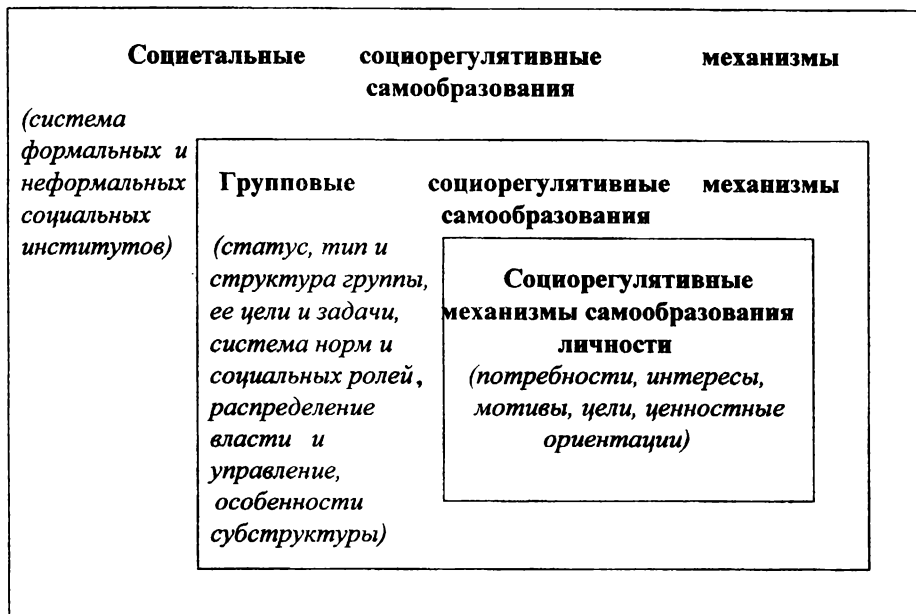 Социетальные социорегулятивные механизмы
самообразования
(система
формальных и
неформальных
социальных
институтов)
Групповые социорегулятивные механизмы
самообразования
(статус, тип и
структура группы,
ее цели и задачи,
система норм и
социальных ролей,
распределение
власти и
управление,
особенности
субструктуры)
Социорегулятивные
механизмы самообразования
личности
(потребности, интересы,
мотивы, цели, ценностные
ориентации)